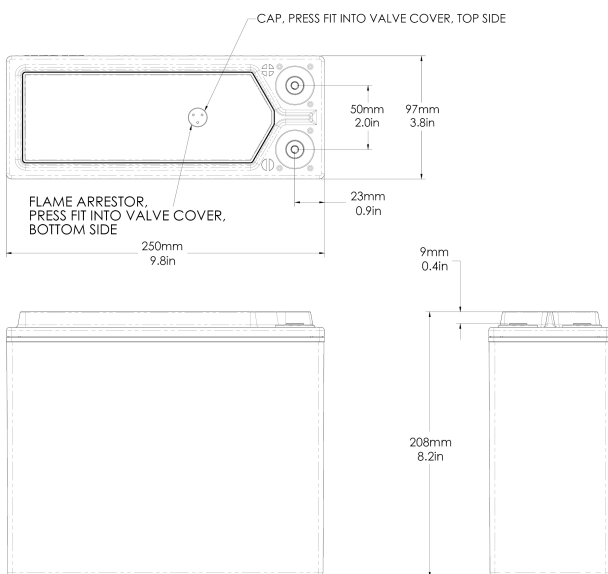 CAP, PRESS FIT INTO VALVE COVER, TOP SIDE
50mm
2.0in
97mm
3.8in
23mm
0.9in
FLAME ARRESTOR,
PRESS FIT INTO VALVE COVER,
BOTTOM SIDE
250mm
9.8in
9mm
0.4in
208mm
8.2in